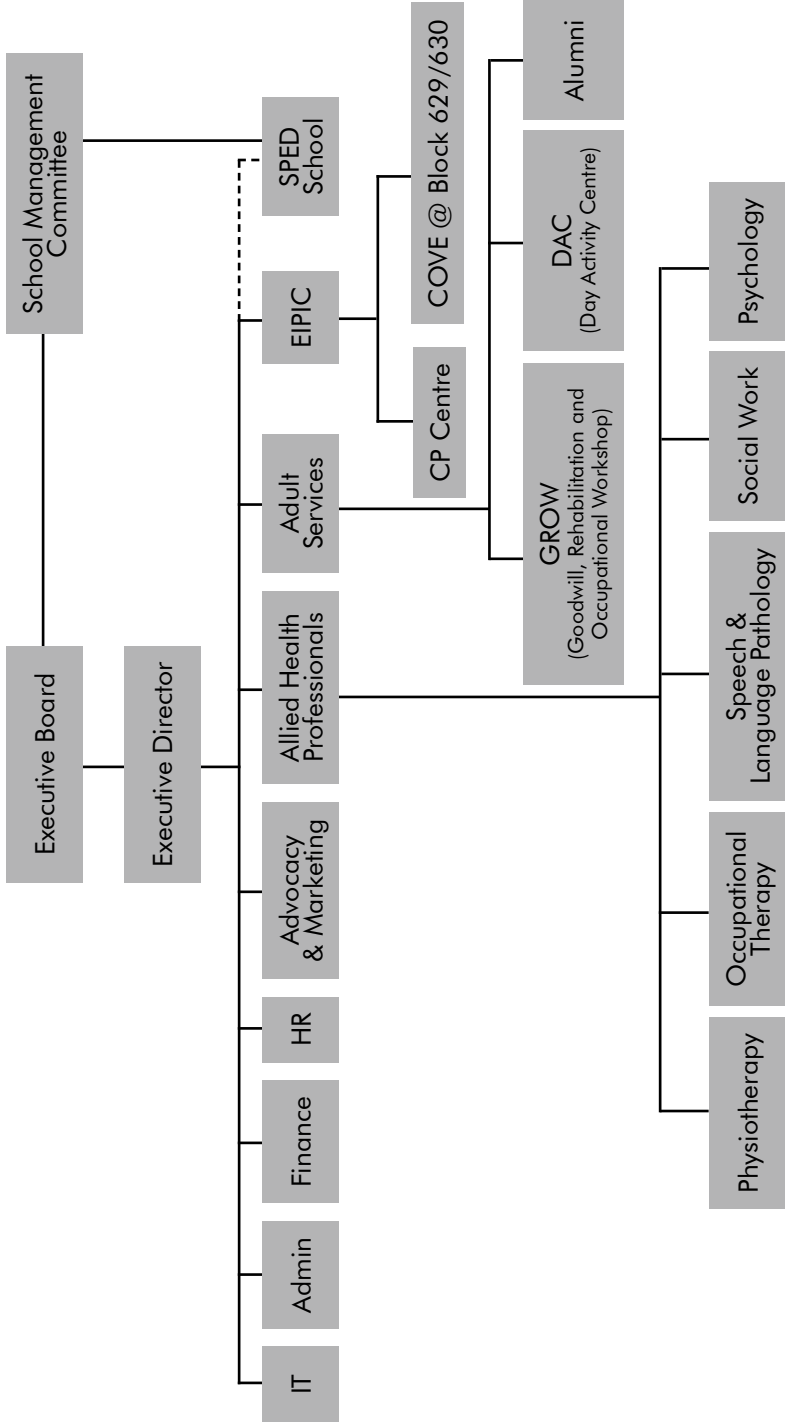 Executive Board
School Management
Committee
Executive Director
IT
Admin
Finance
HR
Advocacy
& Marketing
Allied Health
Professionals
Adult
Services
EIPIC
SPED
School
CP Centre
COVE @ Block 629/630
GROW
(Goodwill, Rehabilitation and
Occupational Workshop)
DAC
(Day Activity Centre)
Alumni
Physiotherapy
Occupational
Therapy
Speech &
Language Pathology
Social Work
Psychology